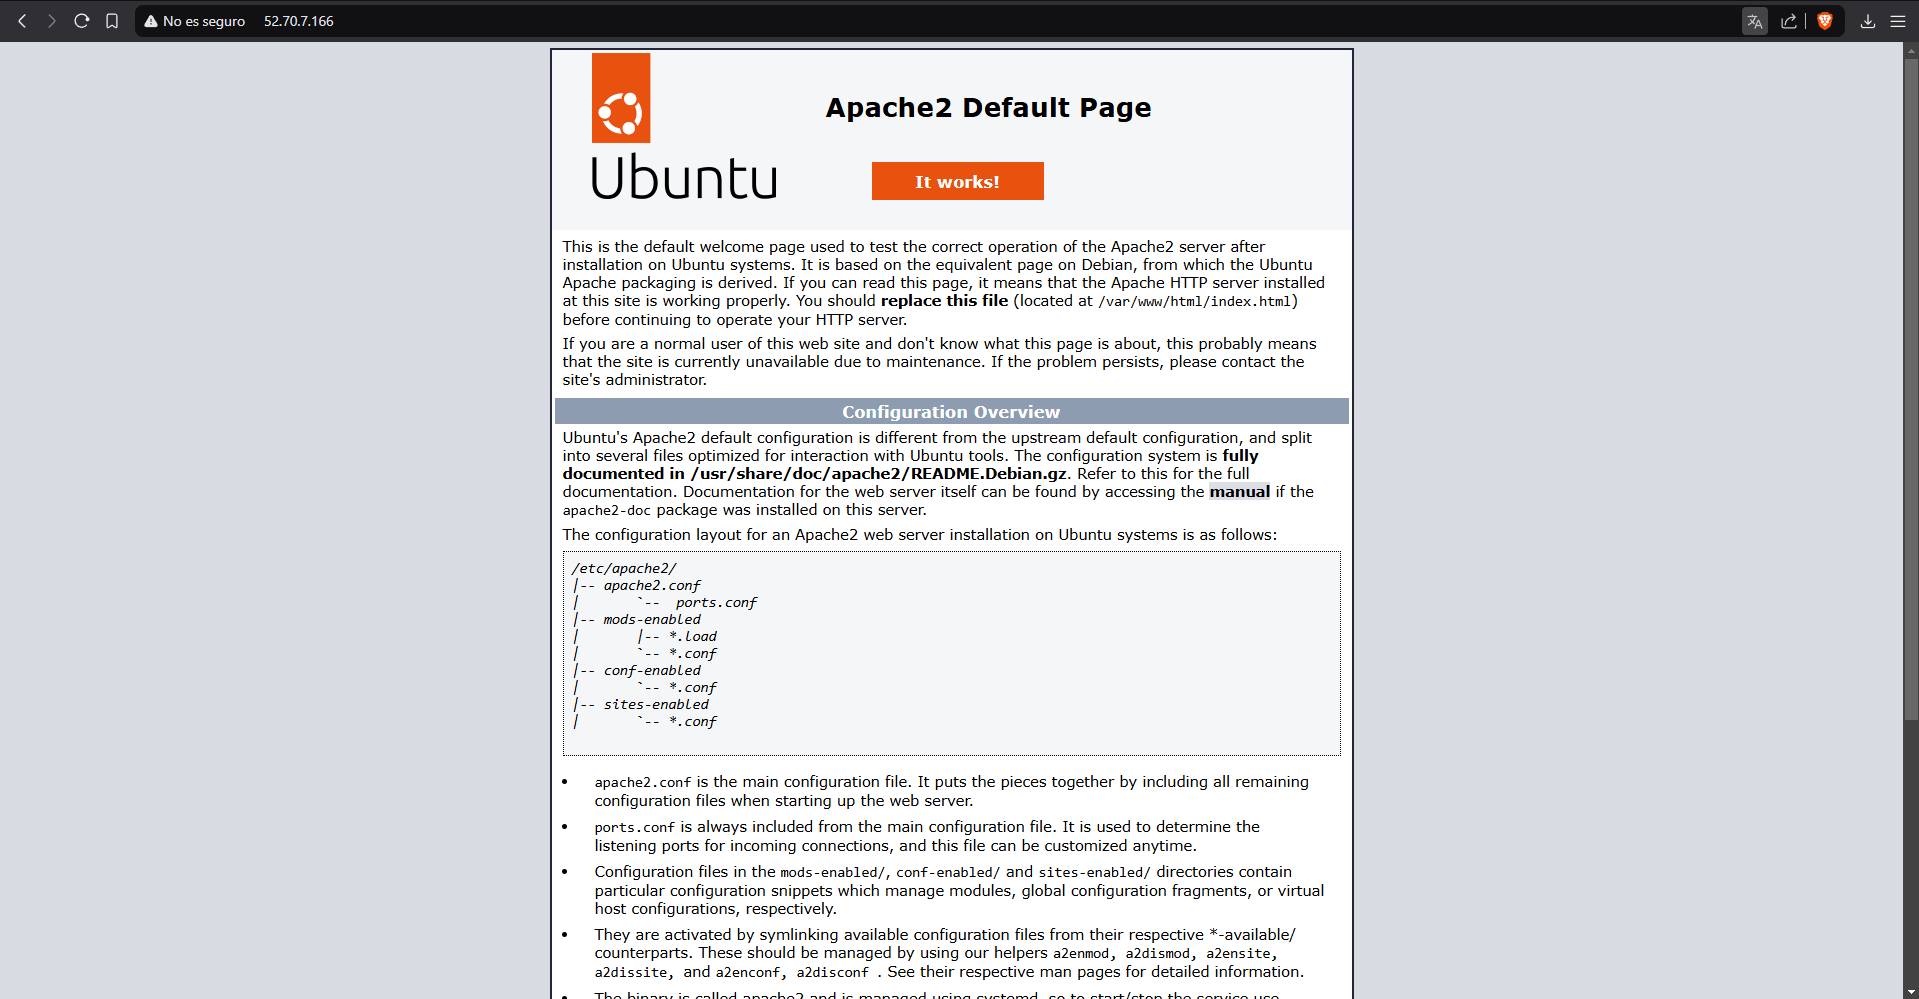 No es seguro 52.70.7.166
Apache2 Default Page
Ubuntu
It works!
This is the default welcome page used to test the correct operation of the Apache2 server after
installation on Ubuntu systems. It is based on the equivalent page on Debian, from which the Ubuntu
Apache packaging is derived. If you can read this page, it means that the Apache HTTP server installed
at this site is working properly. You should replace this file (located at /var/www/html/index.html)
before continuing to operate your HTTP server.
If you are a normal user of this web site and don't know what this page is about, this probably means
that the site is currently unavailable due to maintenance. If the problem persists, please contact the
site's administrator.
Configuration Overview
Ubuntu's Apache2 default configuration is different from the upstream default configuration, and split
into several files optimized for interaction with Ubuntu tools. The configuration system is fully
documented in /usr/share/doc/apache2/README.Debian.gz. Refer to this for the full
documentation. Documentation for the web server itself can be found by accessing the manual if the
apache2-doc package was installed on this server.
The configuration layout for an Apache2 web server installation on Ubuntu systems is as follows:
/etc/apache2/
|-- apache2.conf
|       `--  ports.conf
|-- mods-enabled
|       |-- *.load
|       `-- *.conf
|-- conf-enabled
|       `-- *.conf
|-- sites-enabled
|       `-- *.conf
• apache2.conf is the main configuration file. It puts the pieces together by including all remaining
configuration files when starting up the web server.
• ports.conf is always included from the main configuration file. It is used to determine the
listening ports for incoming connections, and this file can be customized anytime.
• Configuration files in the mods-enabled/, conf-enabled/ and sites-enabled/ directories contain
particular configuration snippets which manage modules, global configuration fragments, or virtual
host configurations, respectively.
• They are activated by symlinking available configuration files from their respective *-available/
counterparts. These should be managed by using our helpers a2enmod, a2dismod, a2ensite,
a2dissite, and a2enconf, a2disconf . See their respective man pages for detailed information.
• The binary is called apache2 and is managed using systemd, so to start/stop the service use